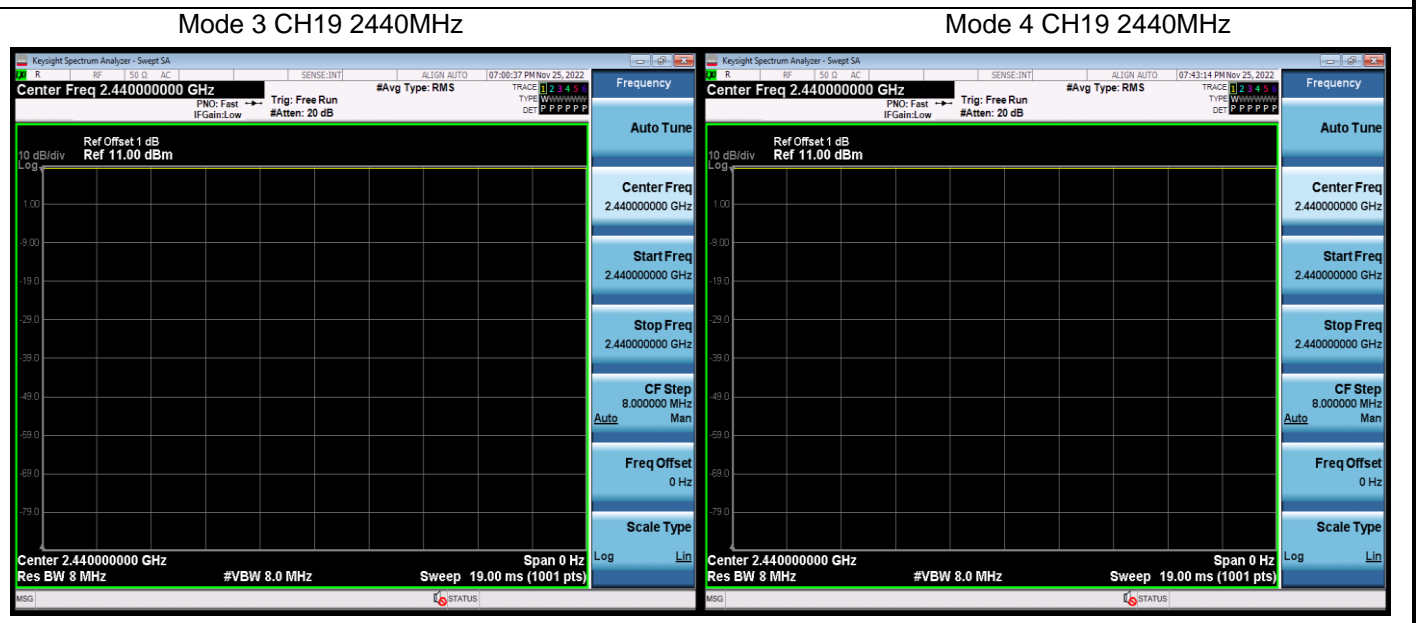 Mode 3 CH19 2440MHz
Mode 4 CH19 2440MHz
Keysight Spectrum Analyzer - Swept SA
LXI R RF 50 Ω AC SENSE:INT ALIGN AUTO 07:00:37 PM Nov 25, 2022
Center Freq 2.440000000 GHz
#Avg Type: RMS
TRACE 1 2 3 4 5 6
PNO: Fast Trig: Free Run
TYPE WWWWWW
IFGain:Low #Atten: 20 dB
DET P P P P P P
Ref Offset 1 dB
10 dB/div Ref 11.00 dBm
Log
1.00
-9.00
-19.0
-29.0
-39.0
-49.0
-59.0
-69.0
-79.0
Center 2.440000000 GHz Span 0 Hz
Res BW 8 MHz #VBW 8.0 MHz Sweep 19.00 ms (1001 pts)
MSG STATUS
Frequency
Auto Tune
Center Freq
2.440000000 GHz
Start Freq
2.440000000 GHz
Stop Freq
2.440000000 GHz
CF Step
8.000000 MHz
Auto Man
Freq Offset
0 Hz
Scale Type
Log Lin
Keysight Spectrum Analyzer - Swept SA
LXI R RF 50 Ω AC SENSE:INT ALIGN AUTO 07:43:14 PM Nov 25, 2022
Center Freq 2.440000000 GHz
#Avg Type: RMS
TRACE 1 2 3 4 5 6
PNO: Fast Trig: Free Run
TYPE WWWWWW
IFGain:Low #Atten: 20 dB
DET P P P P P P
Ref Offset 1 dB
10 dB/div Ref 11.00 dBm
Log
1.00
-9.00
-19.0
-29.0
-39.0
-49.0
-59.0
-69.0
-79.0
Center 2.440000000 GHz Span 0 Hz
Res BW 8 MHz #VBW 8.0 MHz Sweep 19.00 ms (1001 pts)
MSG STATUS
Frequency
Auto Tune
Center Freq
2.440000000 GHz
Start Freq
2.440000000 GHz
Stop Freq
2.440000000 GHz
CF Step
8.000000 MHz
Auto Man
Freq Offset
0 Hz
Scale Type
Log Lin